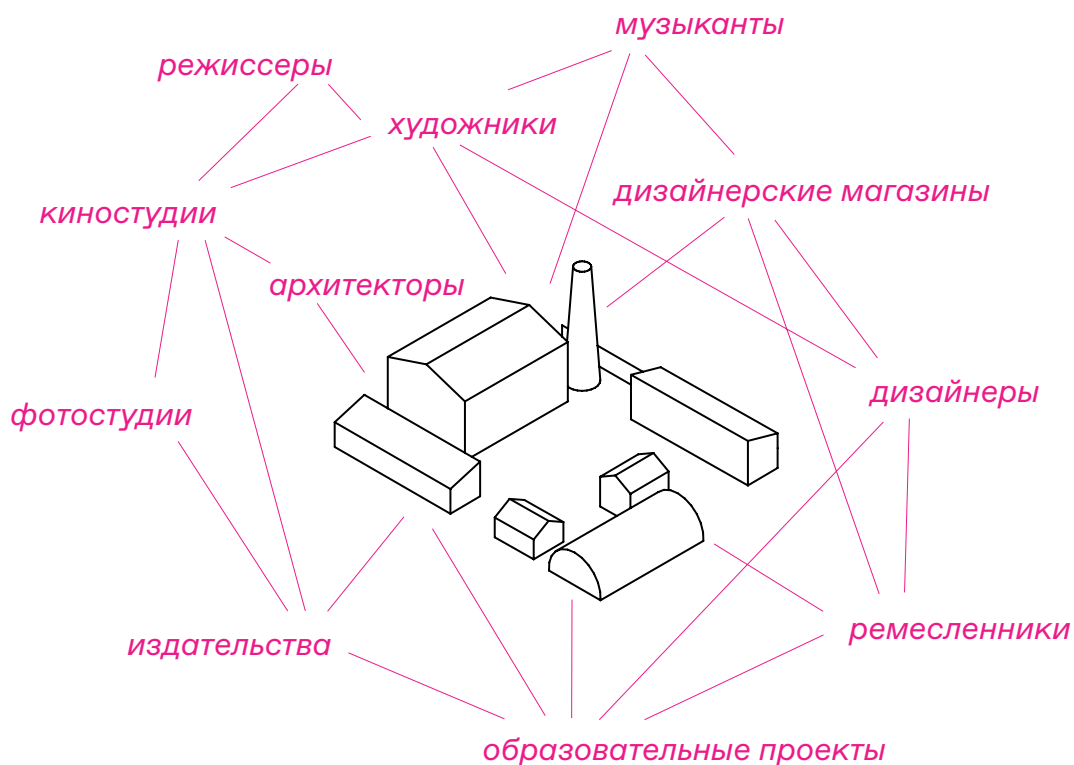 музыканты
режиссеры
художники
дизайнерские магазины
киностудии
архитекторы
дизайнеры
фотостудии
ремесленники
издательства
образовательные проекты